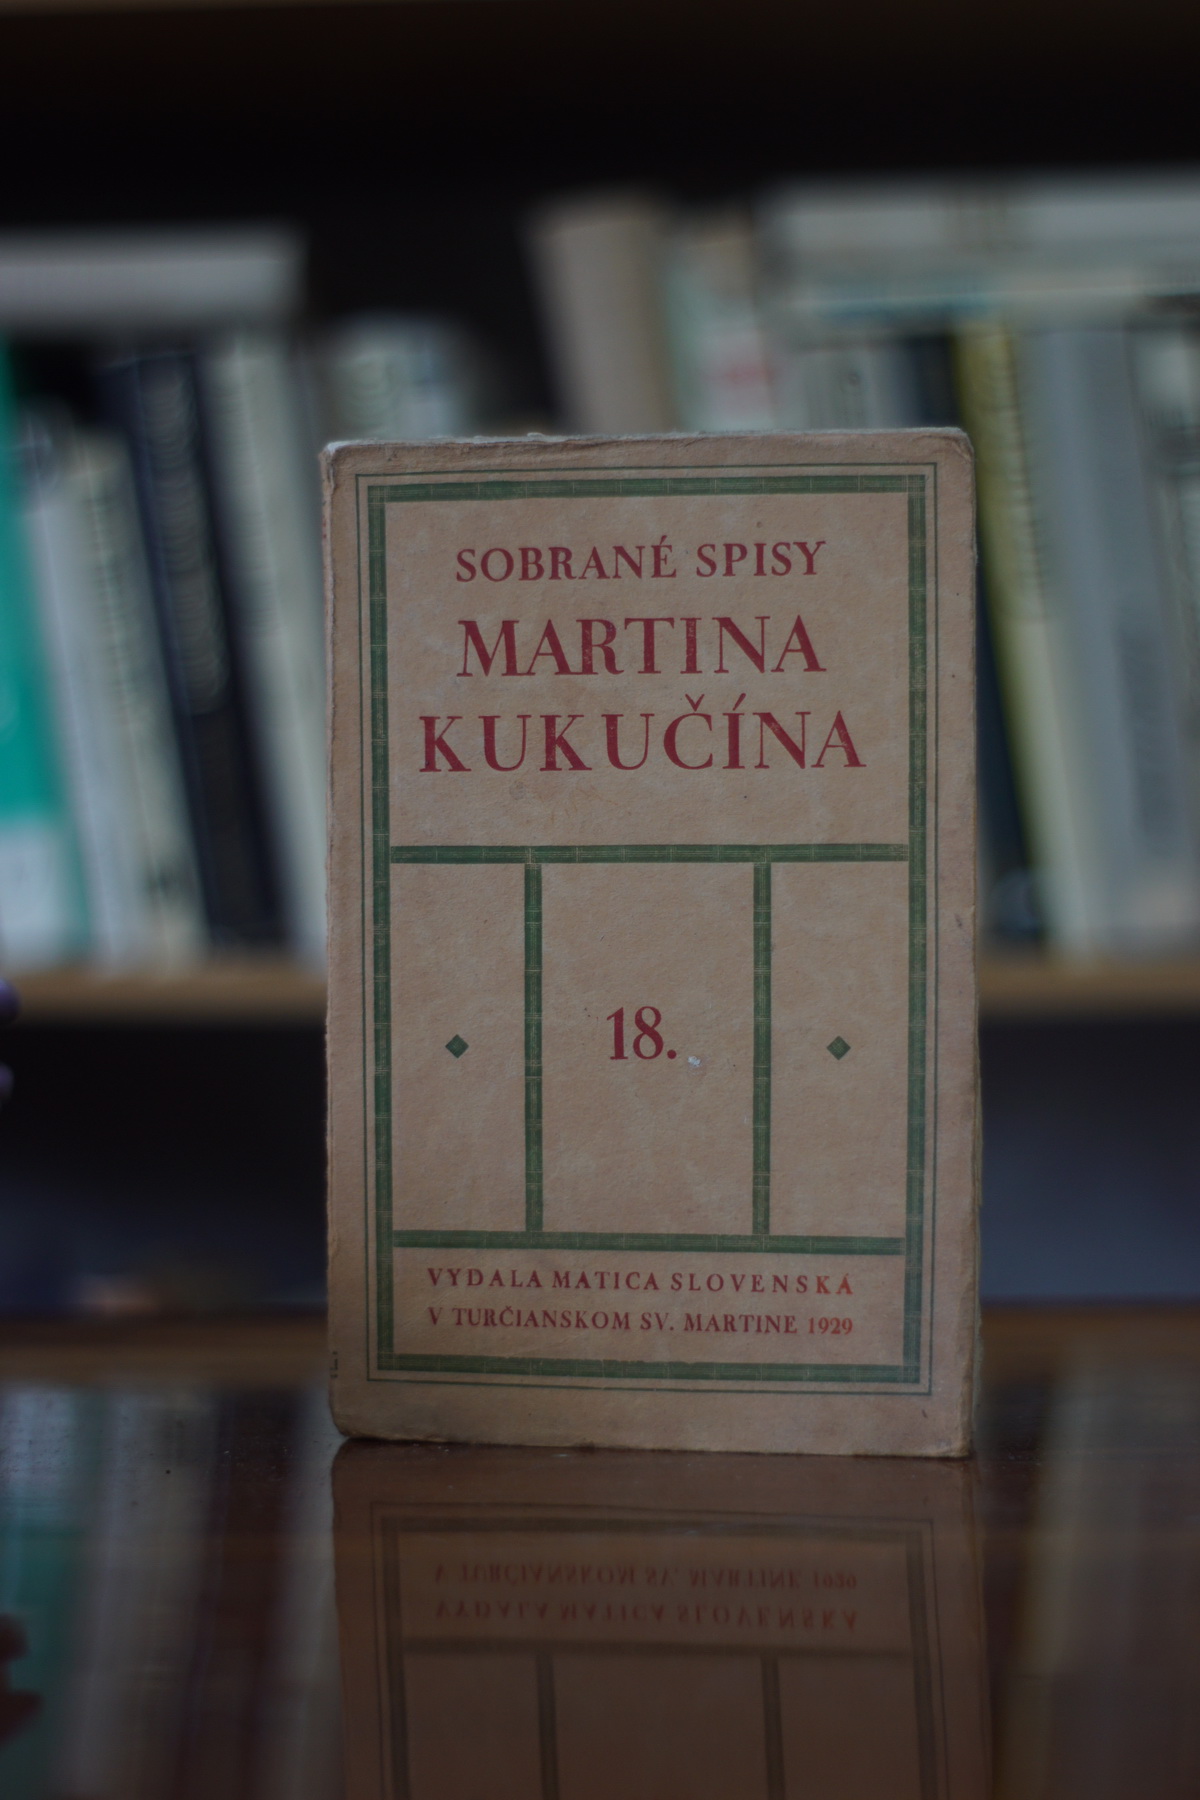 SOBRANÉ SPISY
MARTINA
KUKUČÍNA
18.
VYDALA MATICA SLOVENSKÁ
V TURČIANSKOM SV. MARTINE 1929